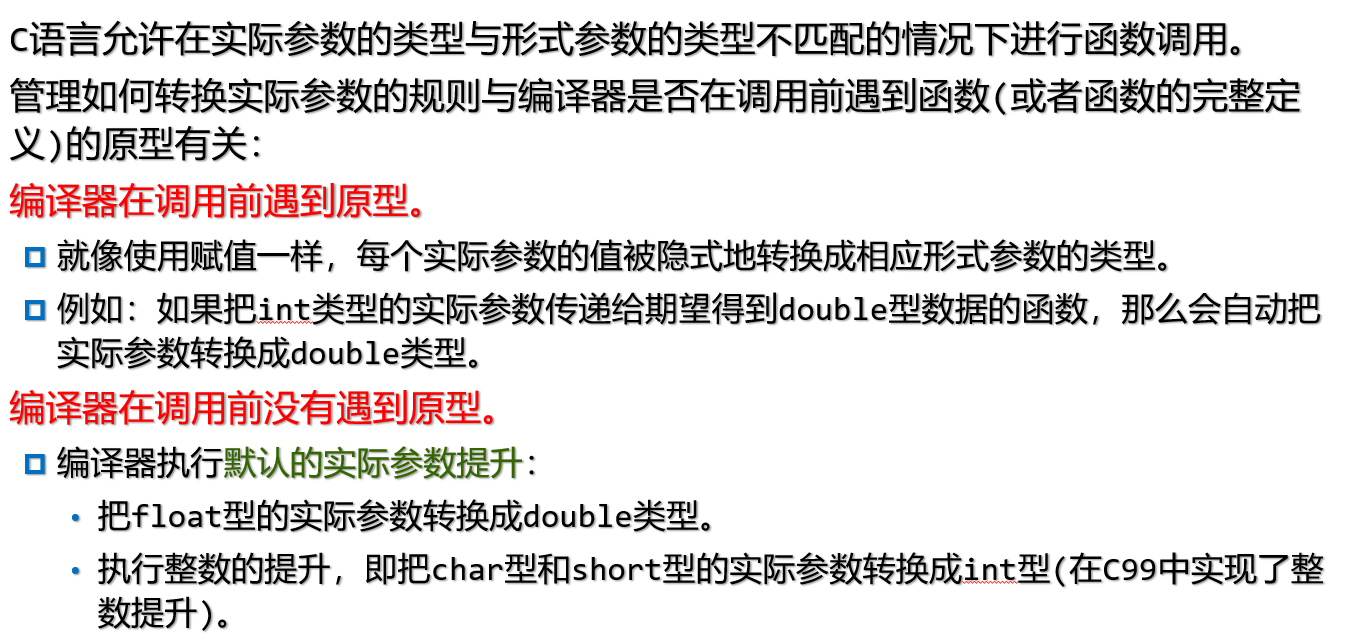 C语言允许在实际参数的类型与形式参数的类型不匹配的情况下进行函数调用。
管理如何转换实际参数的规则与编译器是否在调用前遇到函数(或者函数的完整定
义)的原型有关:
编译器在调用前遇到原型。
就像使用赋值一样，每个实际参数的值被隐式地转换成相应形式参数的类型。
例如: 如果把int类型的实际参数传递给期望得到double型数据的函数，那么会自动把
实际参数转换成double类型。
编译器在调用前没有遇到原型。
编译器执行默认的实际参数提升:
• 把float型的实际参数转换成double类型。
• 执行整数的提升，即把char型和short型的实际参数转换成int型(在C99中实现了整
数提升)。